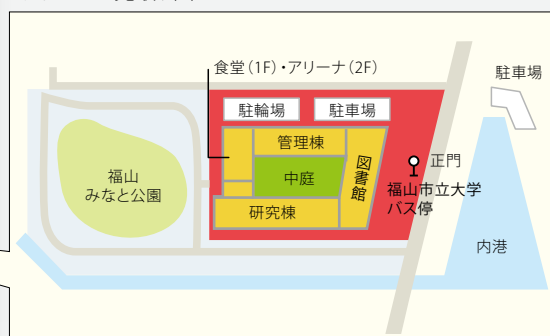 食堂(1F)・アリーナ(2F)
駐車場
駐輪場
駐車場
管理棟
図書館
正門
中庭
福山
みなと公園
福山市立大学
バス停
研究棟
内港